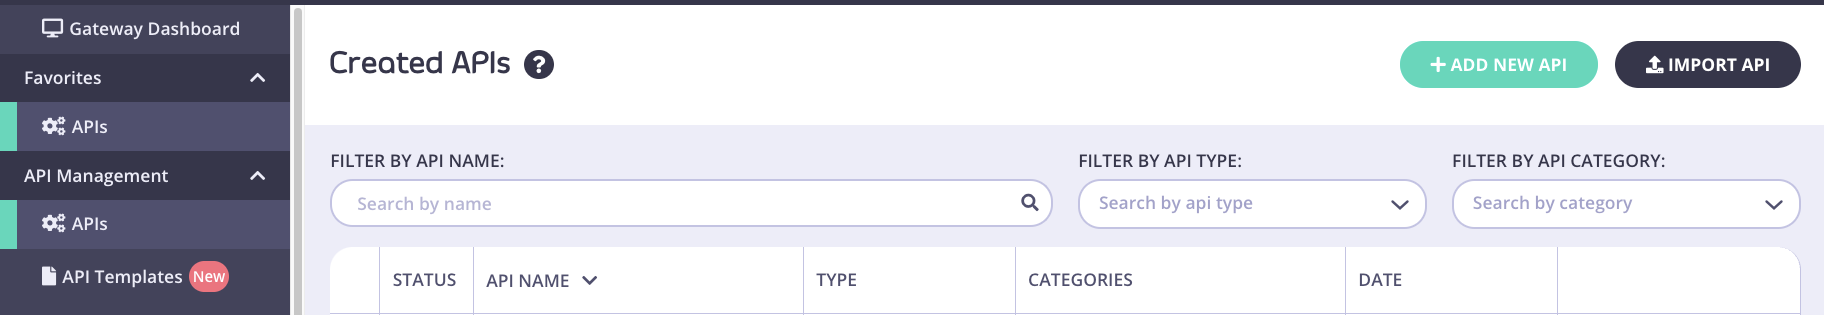 Gateway Dashboard
Favorites
APIs
API Management
APIs
API Templates New
Created APIs ?
ADD NEW API
IMPORT API
FILTER BY API NAME:
Search by name
FILTER BY API TYPE:
Search by api type
FILTER BY API CATEGORY:
Search by category
STATUS API NAME TYPE CATEGORIES DATE